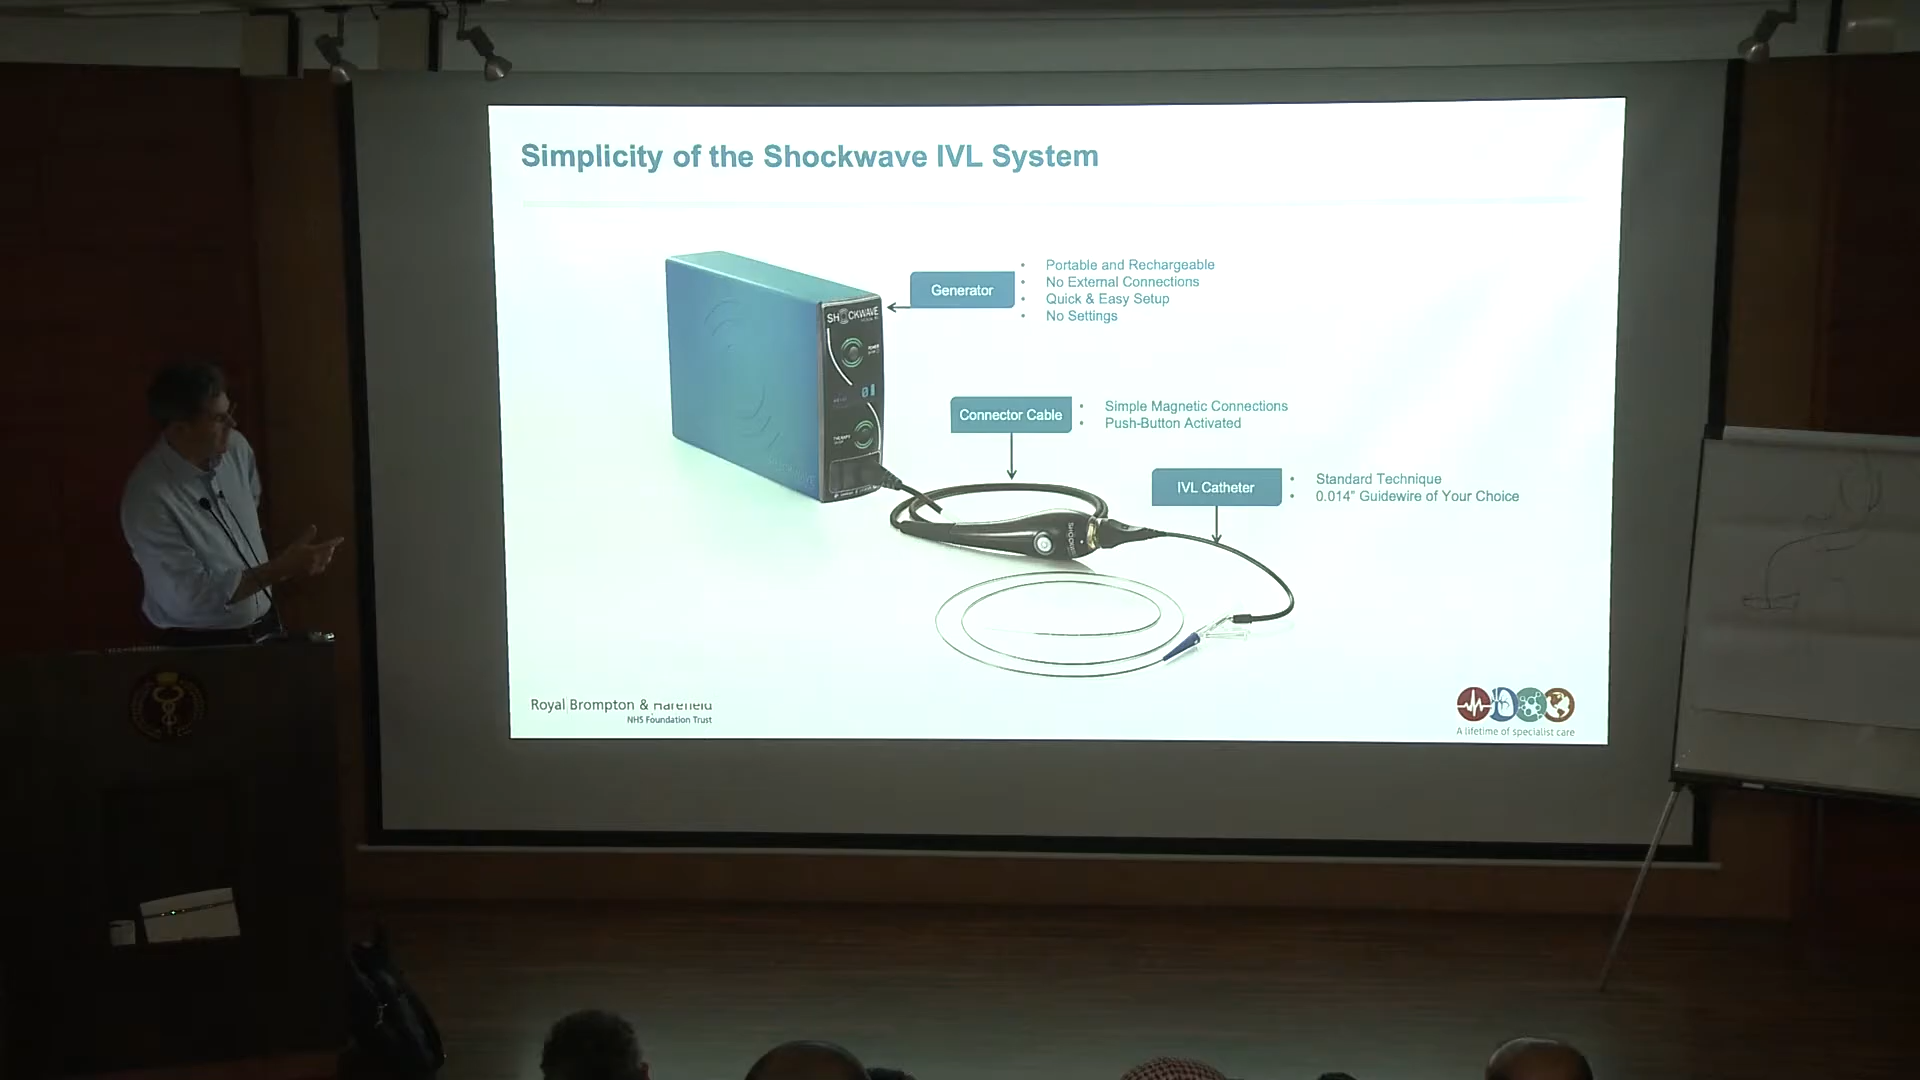 Simplicity of the Shockwave IVL System
Generator
• Portable and Rechargeable
• No External Connections
• Quick & Easy Setup
• No Settings
SHOCKWAVE
Connector Cable
• Simple Magnetic Connections
• Push-Button Activated
IVL Catheter
• Standard Technique
• 0.014” Guidewire of Your Choice
Royal Brompton & Harefield
NHS Foundation Trust
A lifetime of specialist care